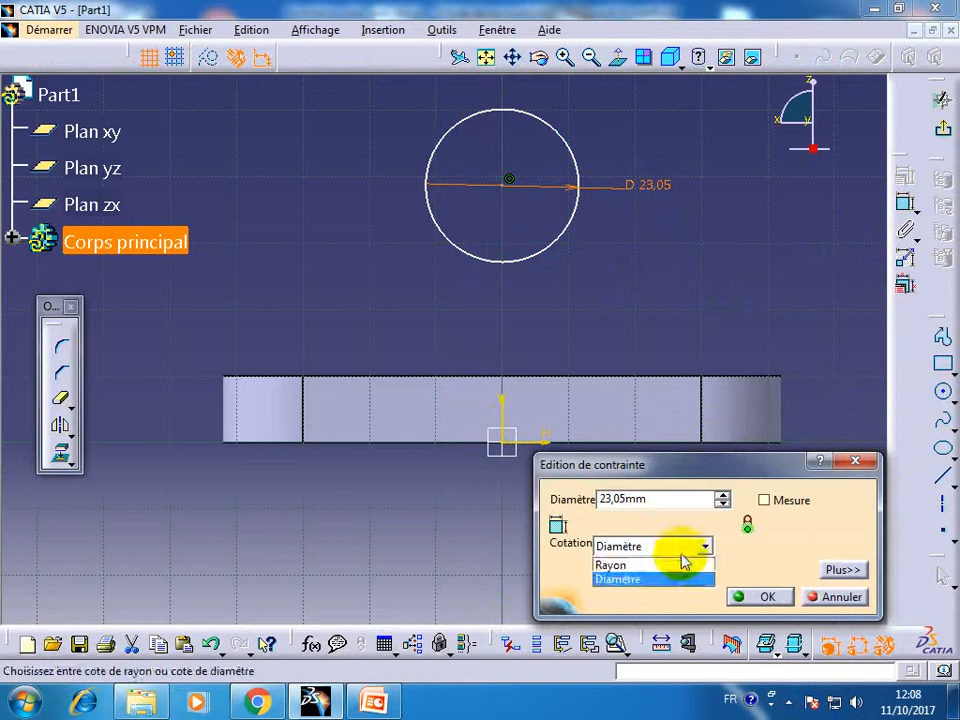 CATIA V5 - [Part1]
Démarrer ENOVIA V5 VPM Fichier Edition Affichage Insertion Outils Fenêtre Aide
Part1
Plan xy
Plan yz
Plan zx
Corps principal
z
x
y
D 23,05
O... x
H
Edition de contrainte
Diamètre 23,05mm
Mesure
Cotation Diamètre
Rayon
Diamètre
Plus>>
OK Annuler
f(x)
CATIA
Choisissez entre cote de rayon ou cote de diamètre
FR
12:08
11/10/2017